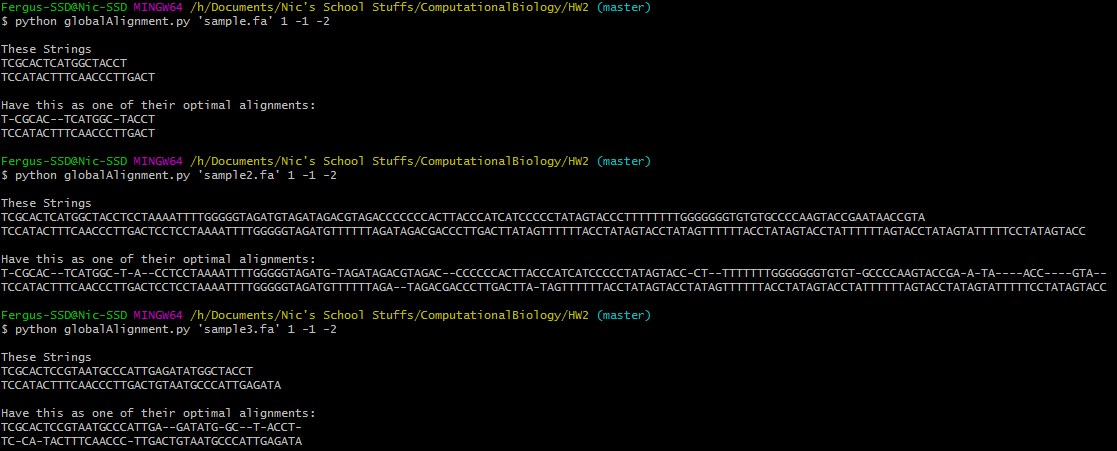 Fergus-SSD@Nic-SSD MINGW64 /h/Documents/Nic's School Stuffs/ComputationalBiology/HW2 (master)
$ python globalAlignment.py 'sample.fa' 1 -1 -2
These Strings
TCGCACTCATGGCTACCT
TCCATACTTTCAACCCTTGACT
Have this as one of their optimal alignments:
T-CGCAC--TCATGGC-TACCT
TCCATACTTTCAACCCTTGACT
Fergus-SSD@Nic-SSD MINGW64 /h/Documents/Nic's School Stuffs/ComputationalBiology/HW2 (master)
$ python globalAlignment.py 'sample2.fa' 1 -1 -2
These Strings
TCGCACTCATGGCTACCTCCTAAAATTTTGGGGGTAGATGTAGATAGACGTAGACCCCCCCACTTACCCATCATCCCCCTATAGTACCCTTTTTTTTGGGGGGGTGTGTGCCCCAAGTACCGAATAACCGTA
TCCATACTTTCAACCCTTGACTCCTCCTAAAATTTTGGGGGTAGATGTTTTTTAGATAGACGACCCTTGACTTATAGTTTTTTACCTATAGTACCTATAGTTTTTTACCTATAGTACCTATTTTTTAGTACCTATAGTATTTTTCCTATAGTACC
Have this as one of their optimal alignments:
T-CGCAC--TCATGGC-T-A--CCTCCTAAAATTTTGGGGGTAGATG-TAGATAGACGTAGAC--CCCCCCACTTACCCATCATCCCCCTATAGTACC-CT--TTTTTTTGGGGGGGTGTGT-GCCCCAAGTACCGA-A-TA----ACC----GTA--
TCCATACTTTCAACCCTTGACTCCTCCTAAAATTTTGGGGGTAGATGTTTTTTAGA--TAGACGACCCTTGACTTA-TAGTTTTTTACCTATAGTACCTATAGTTTTTTACCTATAGTACCTATTTTTTAGTACCTATAGTATTTTTCCTATAGTACC
Fergus-SSD@Nic-SSD MINGW64 /h/Documents/Nic's School Stuffs/ComputationalBiology/HW2 (master)
$ python globalAlignment.py 'sample3.fa' 1 -1 -2
These Strings
TCGCACTCCGTAATGCCCATTGAGATATGGCTACCT
TCCATACTTTCAACCCTTGACTGTAATGCCCATTGAGATA
Have this as one of their optimal alignments:
TCGCACTCCGTAATGCCCATTGA--GATATG-GC--T-ACCT-
TC-CA-TACTTTCAACCC-TTGACTGTAATGCCCATTGAGATA